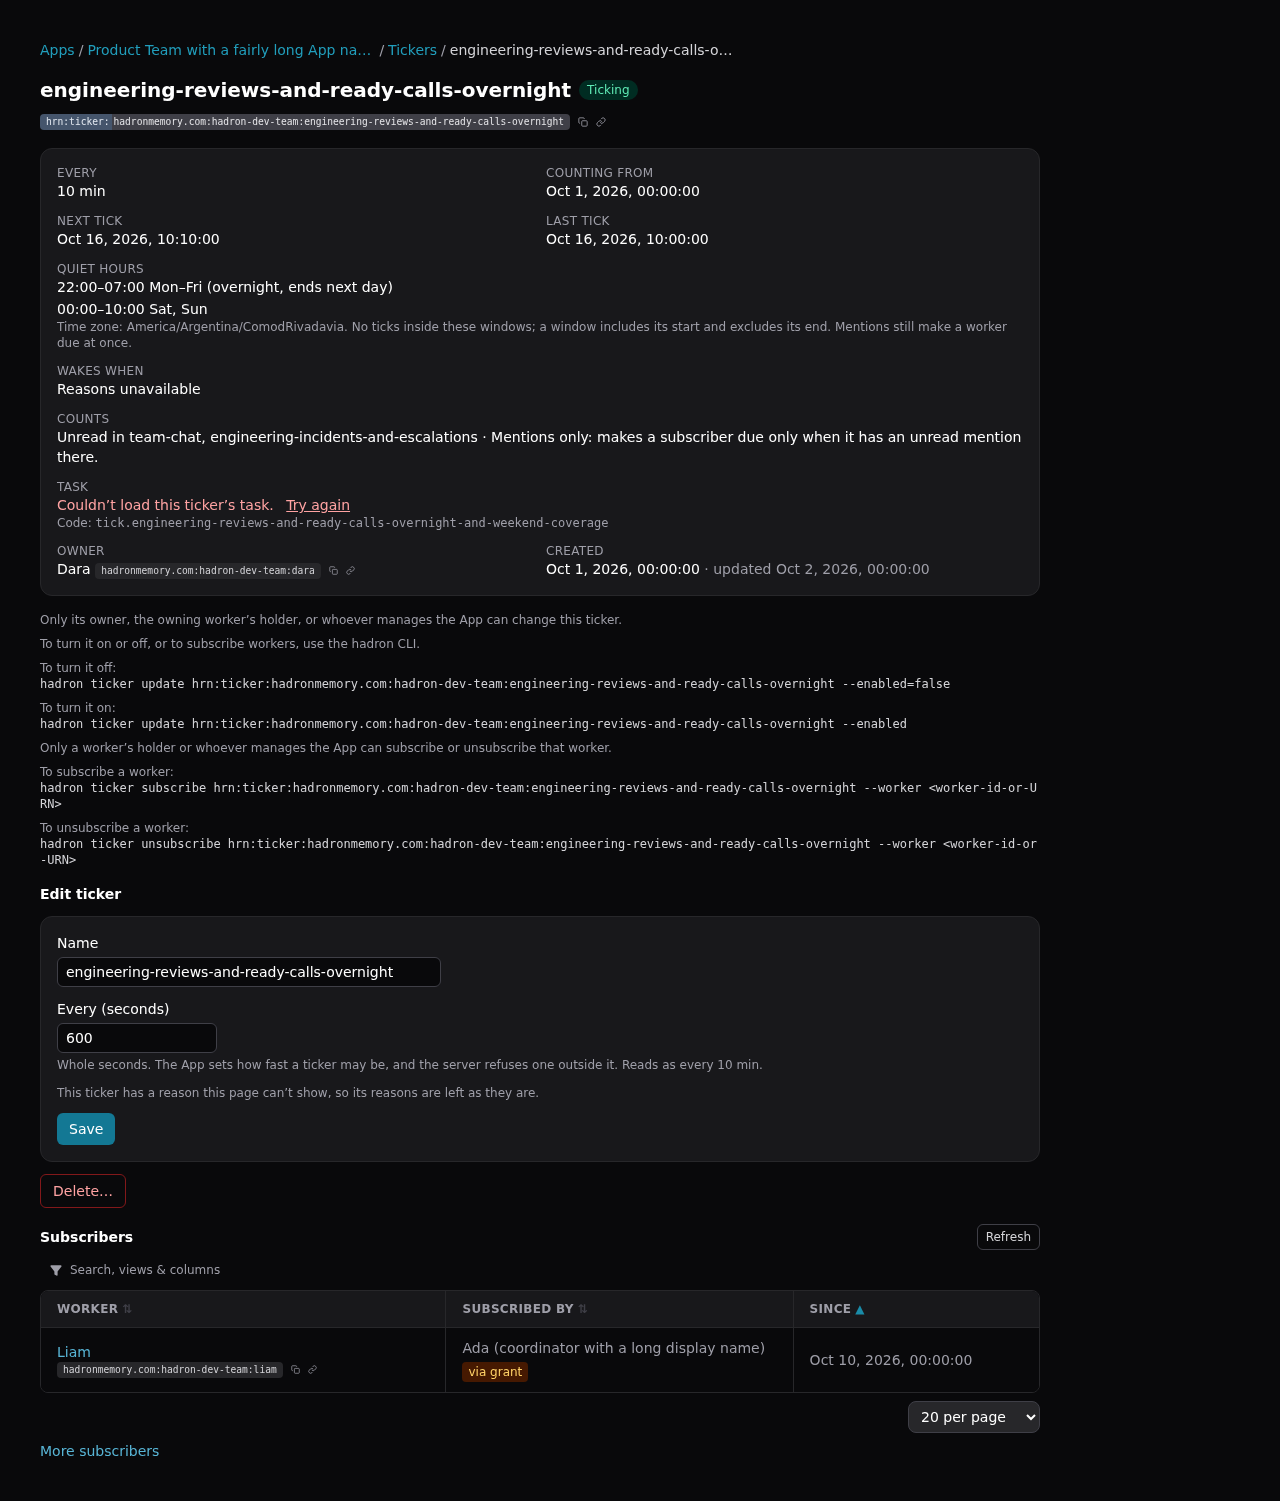 Apps / Product Team with a fairly long App na… / Tickers / engineering-reviews-and-ready-calls-o…
engineering-reviews-and-ready-calls-overnight Ticking
hrn:ticker: hadronmemory.com:hadron-dev-team:engineering-reviews-and-ready-calls-overnight
EVERY
10 min
COUNTING FROM
Oct 1, 2026, 00:00:00
NEXT TICK
Oct 16, 2026, 10:10:00
LAST TICK
Oct 16, 2026, 10:00:00
QUIET HOURS
22:00–07:00 Mon–Fri (overnight, ends next day)
00:00–10:00 Sat, Sun
Time zone: America/Argentina/ComodRivadavia. No ticks inside these windows; a window includes its start and excludes its end. Mentions still make a worker
due at once.
WAKES WHEN
Reasons unavailable
COUNTS
Unread in team-chat, engineering-incidents-and-escalations · Mentions only: makes a subscriber due only when it has an unread mention
there.
TASK
Couldn’t load this ticker’s task. Try again
Code: tick.engineering-reviews-and-ready-calls-overnight-and-weekend-coverage
OWNER
Dara hadronmemory.com:hadron-dev-team:dara
CREATED
Oct 1, 2026, 00:00:00 · updated Oct 2, 2026, 00:00:00
Only its owner, the owning worker’s holder, or whoever manages the App can change this ticker.
To turn it on or off, or to subscribe workers, use the hadron CLI.
To turn it off:
hadron ticker update hrn:ticker:hadronmemory.com:hadron-dev-team:engineering-reviews-and-ready-calls-overnight --enabled=false
To turn it on:
hadron ticker update hrn:ticker:hadronmemory.com:hadron-dev-team:engineering-reviews-and-ready-calls-overnight --enabled
Only a worker’s holder or whoever manages the App can subscribe or unsubscribe that worker.
To subscribe a worker:
hadron ticker subscribe hrn:ticker:hadronmemory.com:hadron-dev-team:engineering-reviews-and-ready-calls-overnight --worker <worker-id-or-U
RN>
To unsubscribe a worker:
hadron ticker unsubscribe hrn:ticker:hadronmemory.com:hadron-dev-team:engineering-reviews-and-ready-calls-overnight --worker <worker-id-or
-URN>
Edit ticker
Name
engineering-reviews-and-ready-calls-overnight
Every (seconds)
600
Whole seconds. The App sets how fast a ticker may be, and the server refuses one outside it. Reads as every 10 min.
This ticker has a reason this page can’t show, so its reasons are left as they are.
Save
Delete…
Subscribers
Refresh
Search, views & columns
WORKER ⇅ SUBSCRIBED BY ⇅ SINCE ▲
Liam
hadronmemory.com:hadron-dev-team:liam
Ada (coordinator with a long display name)
via grant
Oct 10, 2026, 00:00:00
20 per page
More subscribers